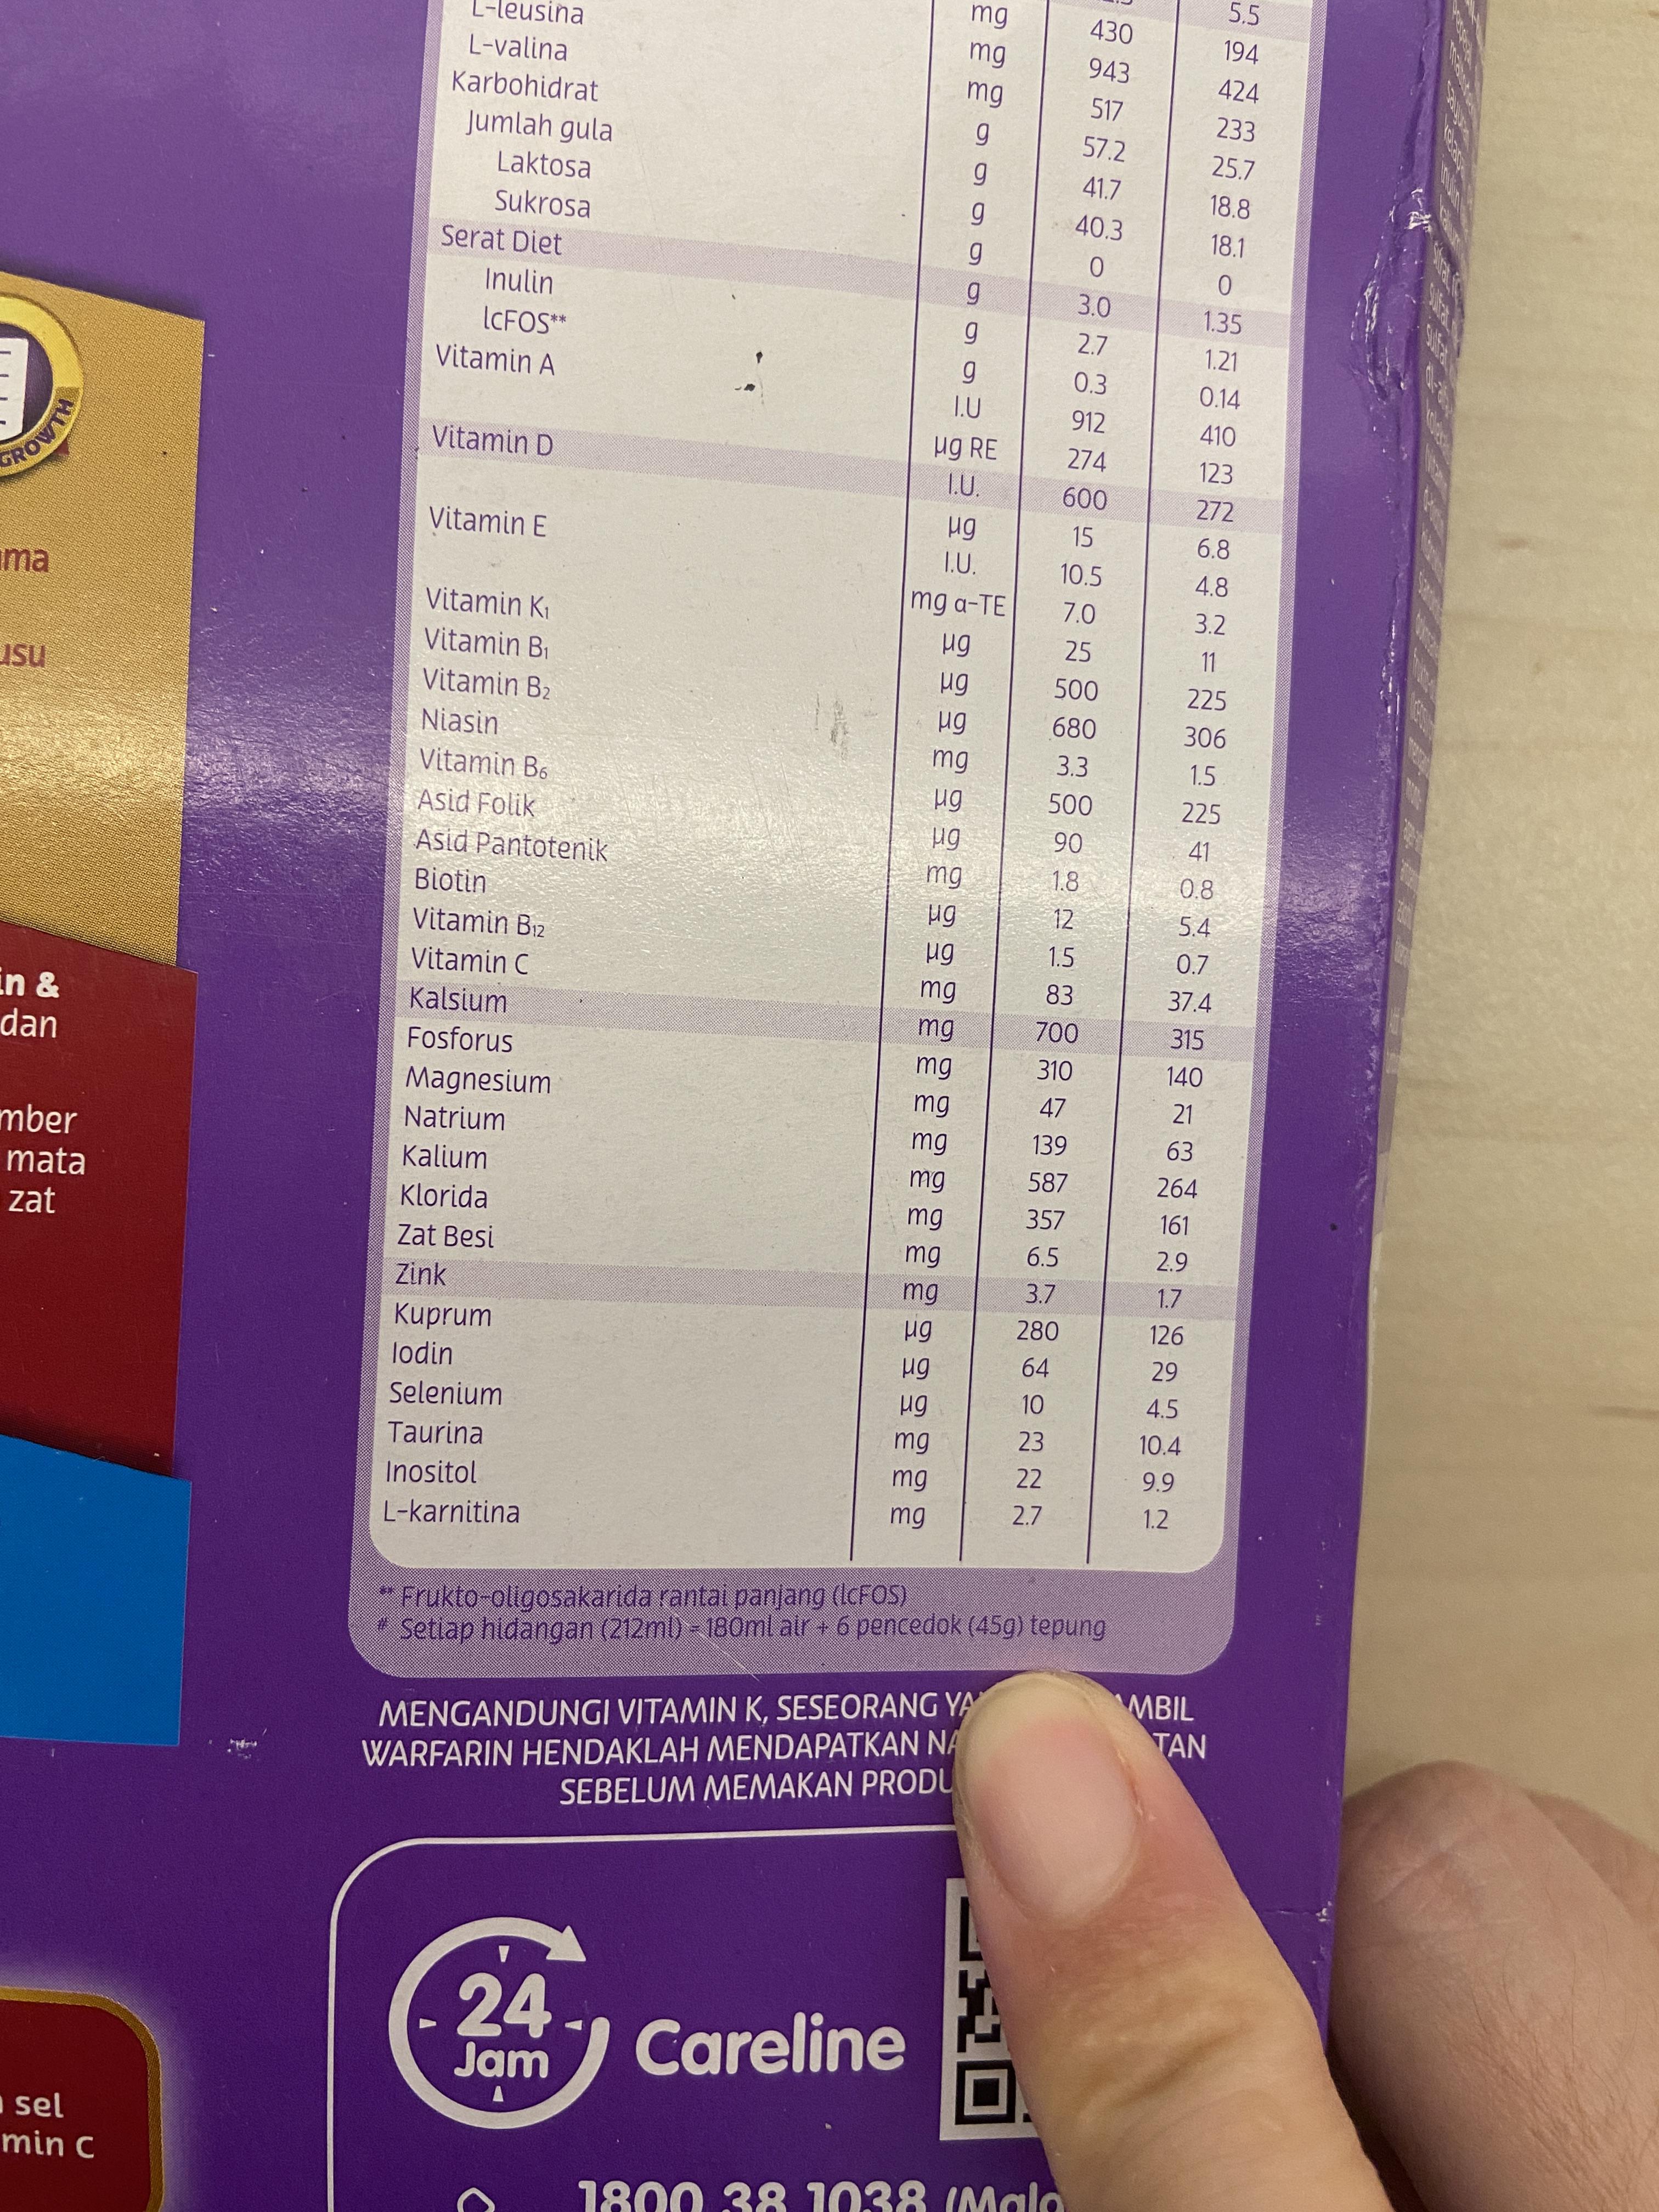 5.5
mg 430 194
L-leusina mg 943 424
L-valina mg 517 233
Karbohidrat g 57.2 25.7
Jumlah gula g 41.7 18.8
Laktosa g 40.3 18.1
Sukrosa g 0 0
Serat Diet g 3.0 1.35
Inulin g 2.7 1.21
lcFOS** g 0.3 0.14
Vitamin A I.U 912 410
µg RE 274 123
Vitamin D I.U. 600 272
µg 15 6.8
Vitamin E I.U. 10.5 4.8
mg α-TE 7.0 3.2
Vitamin K₁ µg 25 11
Vitamin B₁ µg 500 225
Vitamin B₂ µg 680 306
Niasin mg 3.3 1.5
Vitamin B₆ µg 500 225
Asid Folik µg 90 41
Asid Pantotenik mg 1.8 0.8
Biotin µg 12 5.4
Vitamin B₁₂ µg 1.5 0.7
Vitamin C mg 83 37.4
Kalsium mg 700 315
Fosforus mg 310 140
Magnesium mg 47 21
Natrium mg 139 63
Kalium mg 587 264
Klorida mg 357 161
Zat Besi mg 6.5 2.9
Zink mg 3.7 1.7
Kuprum µg 280 126
Iodin µg 64 29
Selenium µg 10 4.5
Taurina mg 23 10.4
Inositol mg 22 9.9
L-karnitina mg 2.7 1.2
** Frukto-oligosakarida rantai panjang (lcFOS)
# Setiap hidangan (212ml) = 180ml air + 6 pencedok (45g) tepung
MENGANDUNGI VITAMIN K, SESEORANG YA AMBIL
WARFARIN HENDAKLAH MENDAPATKAN NA TAN
SEBELUM MEMAKAN PRODU
24
Jam
Careline
1800 38 1038 (Mala
GROWTH
ama
usu
in &
dan
mber
mata
zat
sel
min C